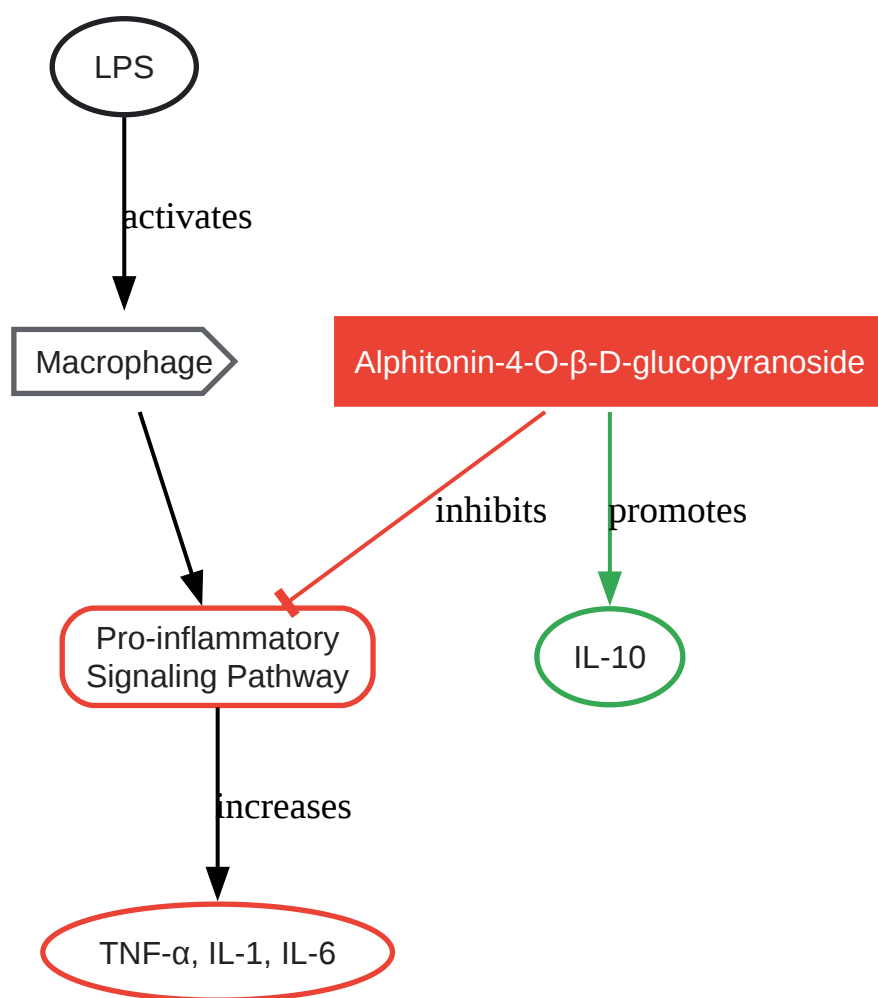 LPS
activates
Macrophage
Alphitonin-4-O-β-D-glucopyranoside
inhibits
promotes
Pro-inflammatory
Signaling Pathway
IL-10
increases
TNF-α, IL-1, IL-6